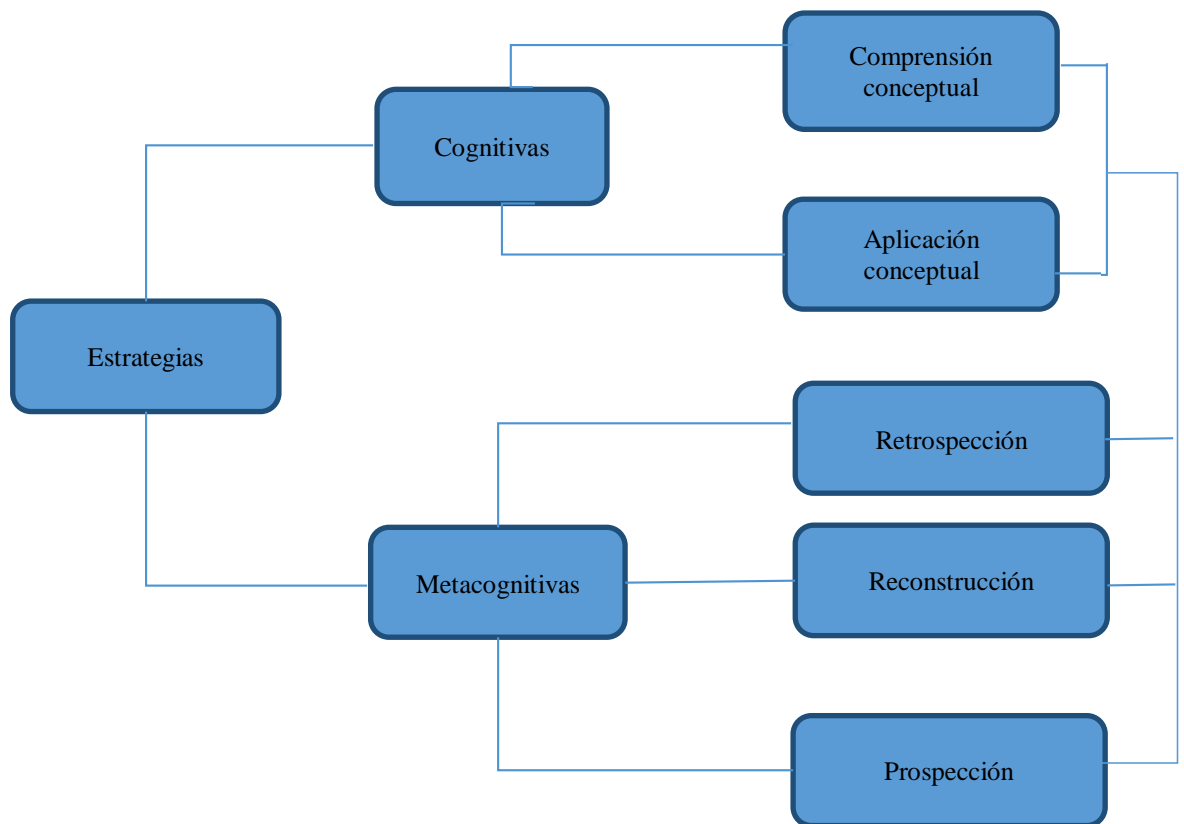 Comprensión
conceptual
Cognitivas
Aplicación
conceptual
Estrategias
Retrospección
Metacognitivas
Reconstrucción
Prospección